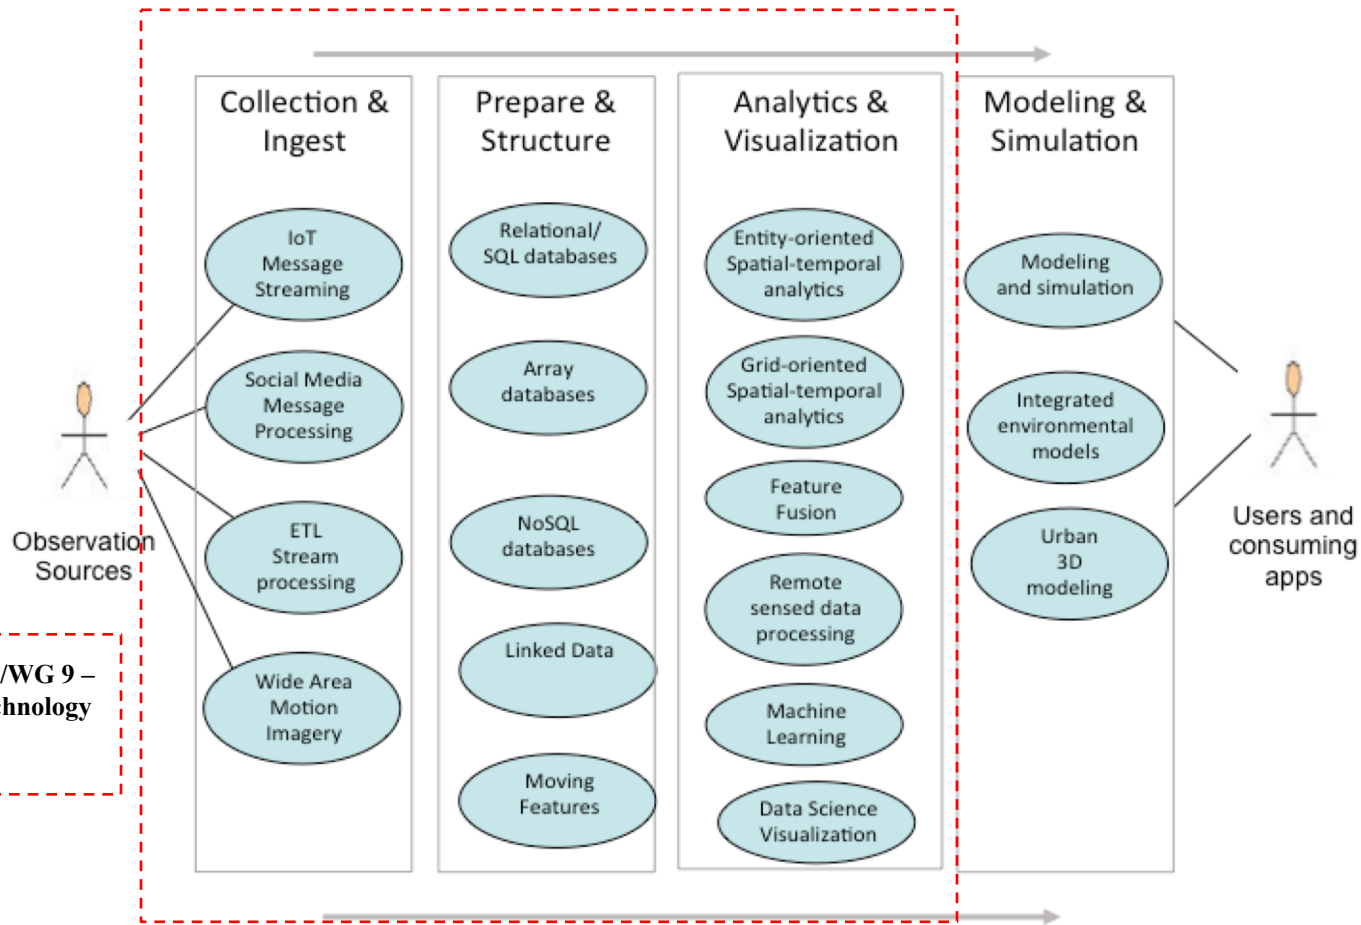 Collection &
Ingest
IoT
Message
Streaming
Social Media
Message
Processing
ETL
Stream
processing
Wide Area
Motion
Imagery
Prepare &
Structure
Relational/
SQL databases
Array
databases
NoSQL
databases
Linked Data
Moving
Features
Analytics &
Visualization
Entity-oriented
Spatial-temporal
analytics
Grid-oriented
Spatial-temporal
analytics
Feature
Fusion
Remote
sensed data
processing
Machine
Learning
Data Science
Visualization
Modeling &
Simulation
Modeling
and simulation
Integrated
environmental
models
Urban
3D
modeling
Observation
Sources
Users and
consuming
apps
/WG 9 –
chnology